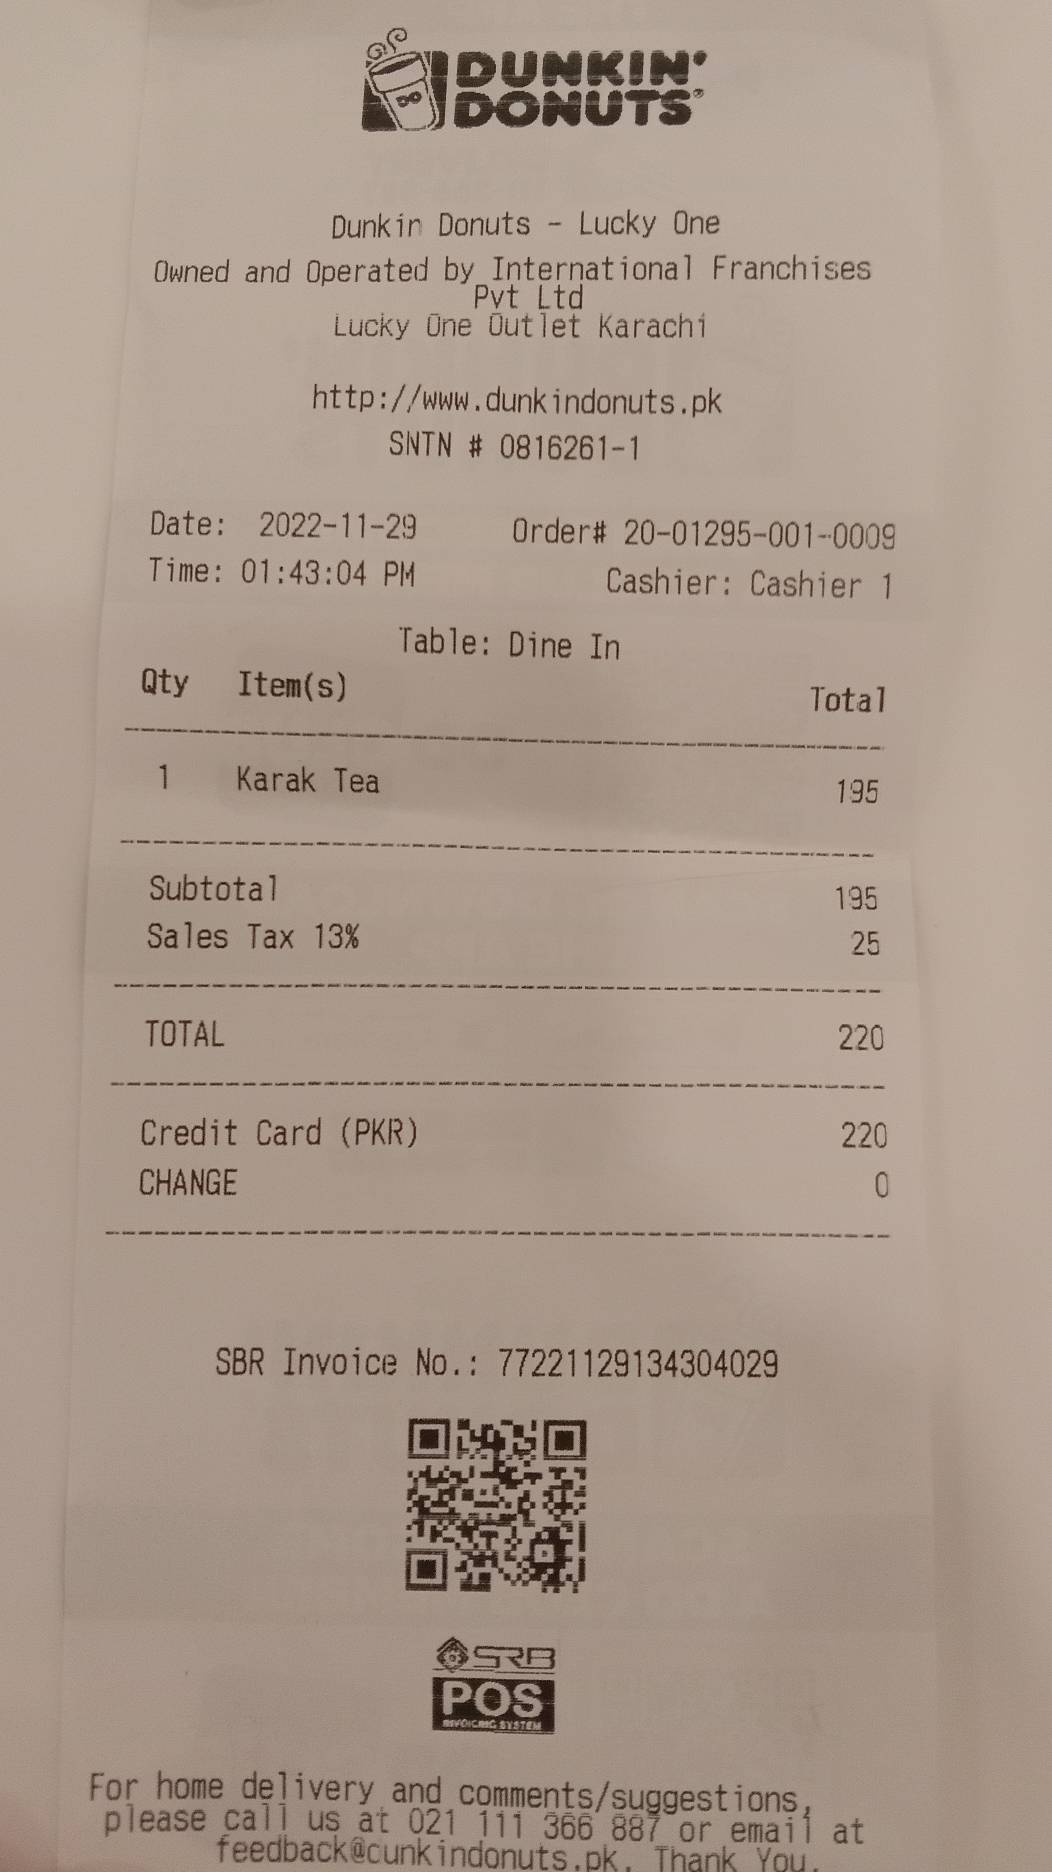 DUNKIN'
DONUTS®
Dunkin Donuts - Lucky One
Owned and Operated by International Franchises
Pvt Ltd
Lucky One Outlet Karachi
http://www.dunkindonuts.pk
SNTN # 0816261-1
Date: 2022-11-29 Order# 20-01295-001-0009
Time: 01:43:04 PM Cashier: Cashier 1
Table: Dine In
Qty Item(s) Total
1 Karak Tea 195
Subtotal 195
Sales Tax 13% 25
TOTAL 220
Credit Card (PKR) 220
CHANGE 0
SBR Invoice No.: 77221129134304029
SRB
POS
INVOICING SYSTEM
For home delivery and comments/suggestions,
please call us at 021 111 366 887 or email at
feedback@cunkindonuts.pk. Thank You.